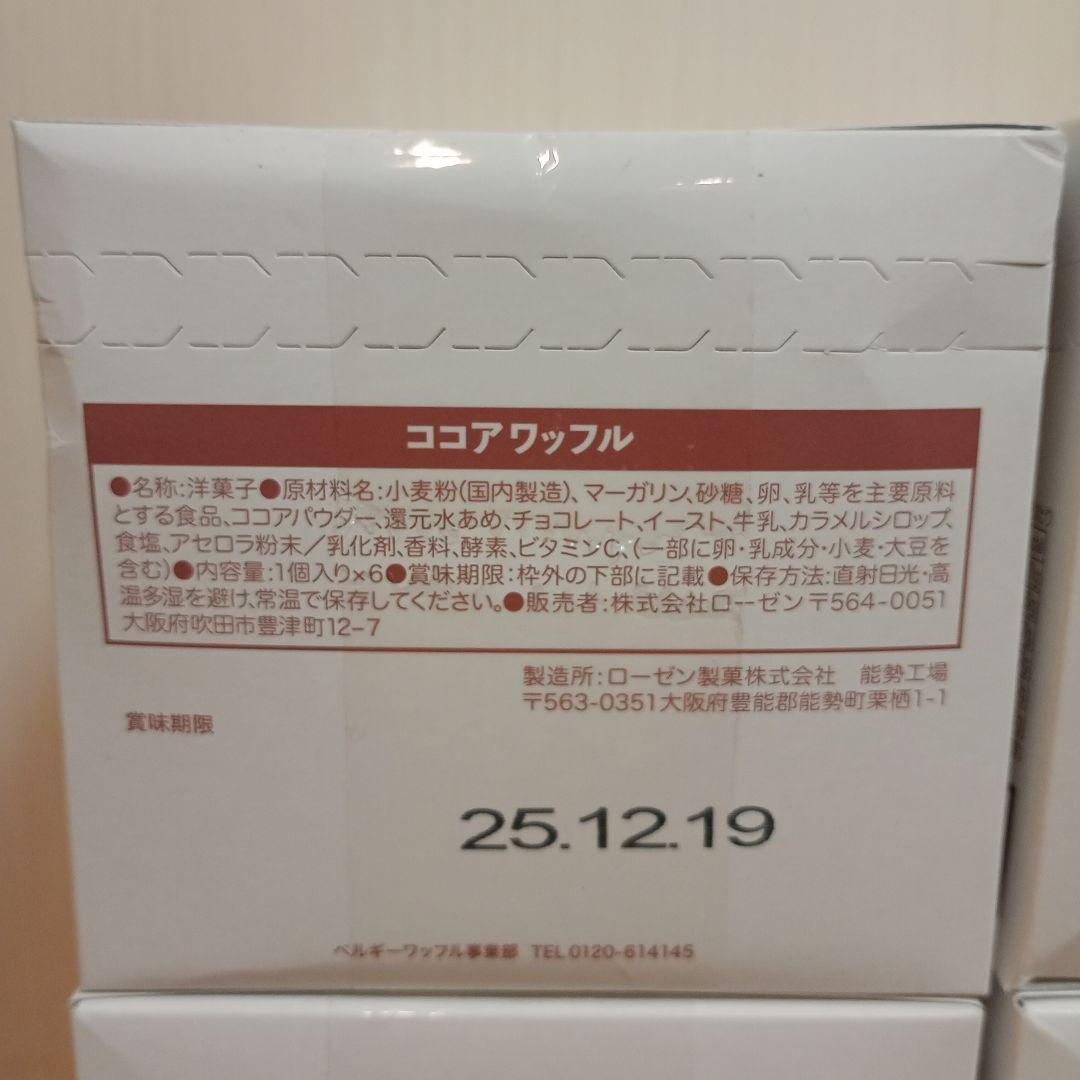 ココアワッフル
●名称:洋菓子●原材料名:小麦粉(国内製造)、マーガリン、砂糖、卵、乳等を主要原料
とする食品、ココアパウダー、還元水あめ、チョコレート、イースト、牛乳、カラメルシロップ、
食塩、アセロラ粉末/乳化剤、香料、酵素、ビタミンC、(一部に卵・乳成分・小麦・大豆を
含む)●内容量:1個入り×6●賞味期限:枠外の下部に記載●保存方法:直射日光・高
温多湿を避け、常温で保存してください。●販売者:株式会社ローゼン〒564-0051
大阪府吹田市豊津町12-7
製造所:ローゼン製菓株式会社 能勢工場
〒563-0351大阪府豊能郡能勢町栗栖1-1
賞味期限
25.12.19
ベルギーワッフル事業部 TEL 0120-614145